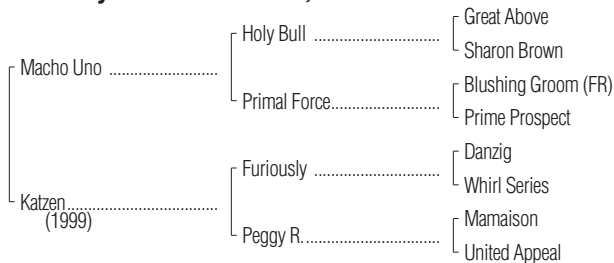 Great Above
Holy Bull ........................................
Sharon Brown
Macho Uno ..................................
Blushing Groom (FR)
Primal Force...................................
Prime Prospect
Danzig
Furiously ........................................
Whirl Series
Katzen...............................................
(1999)
Mamaison
Peggy R. ..........................................
United Appeal